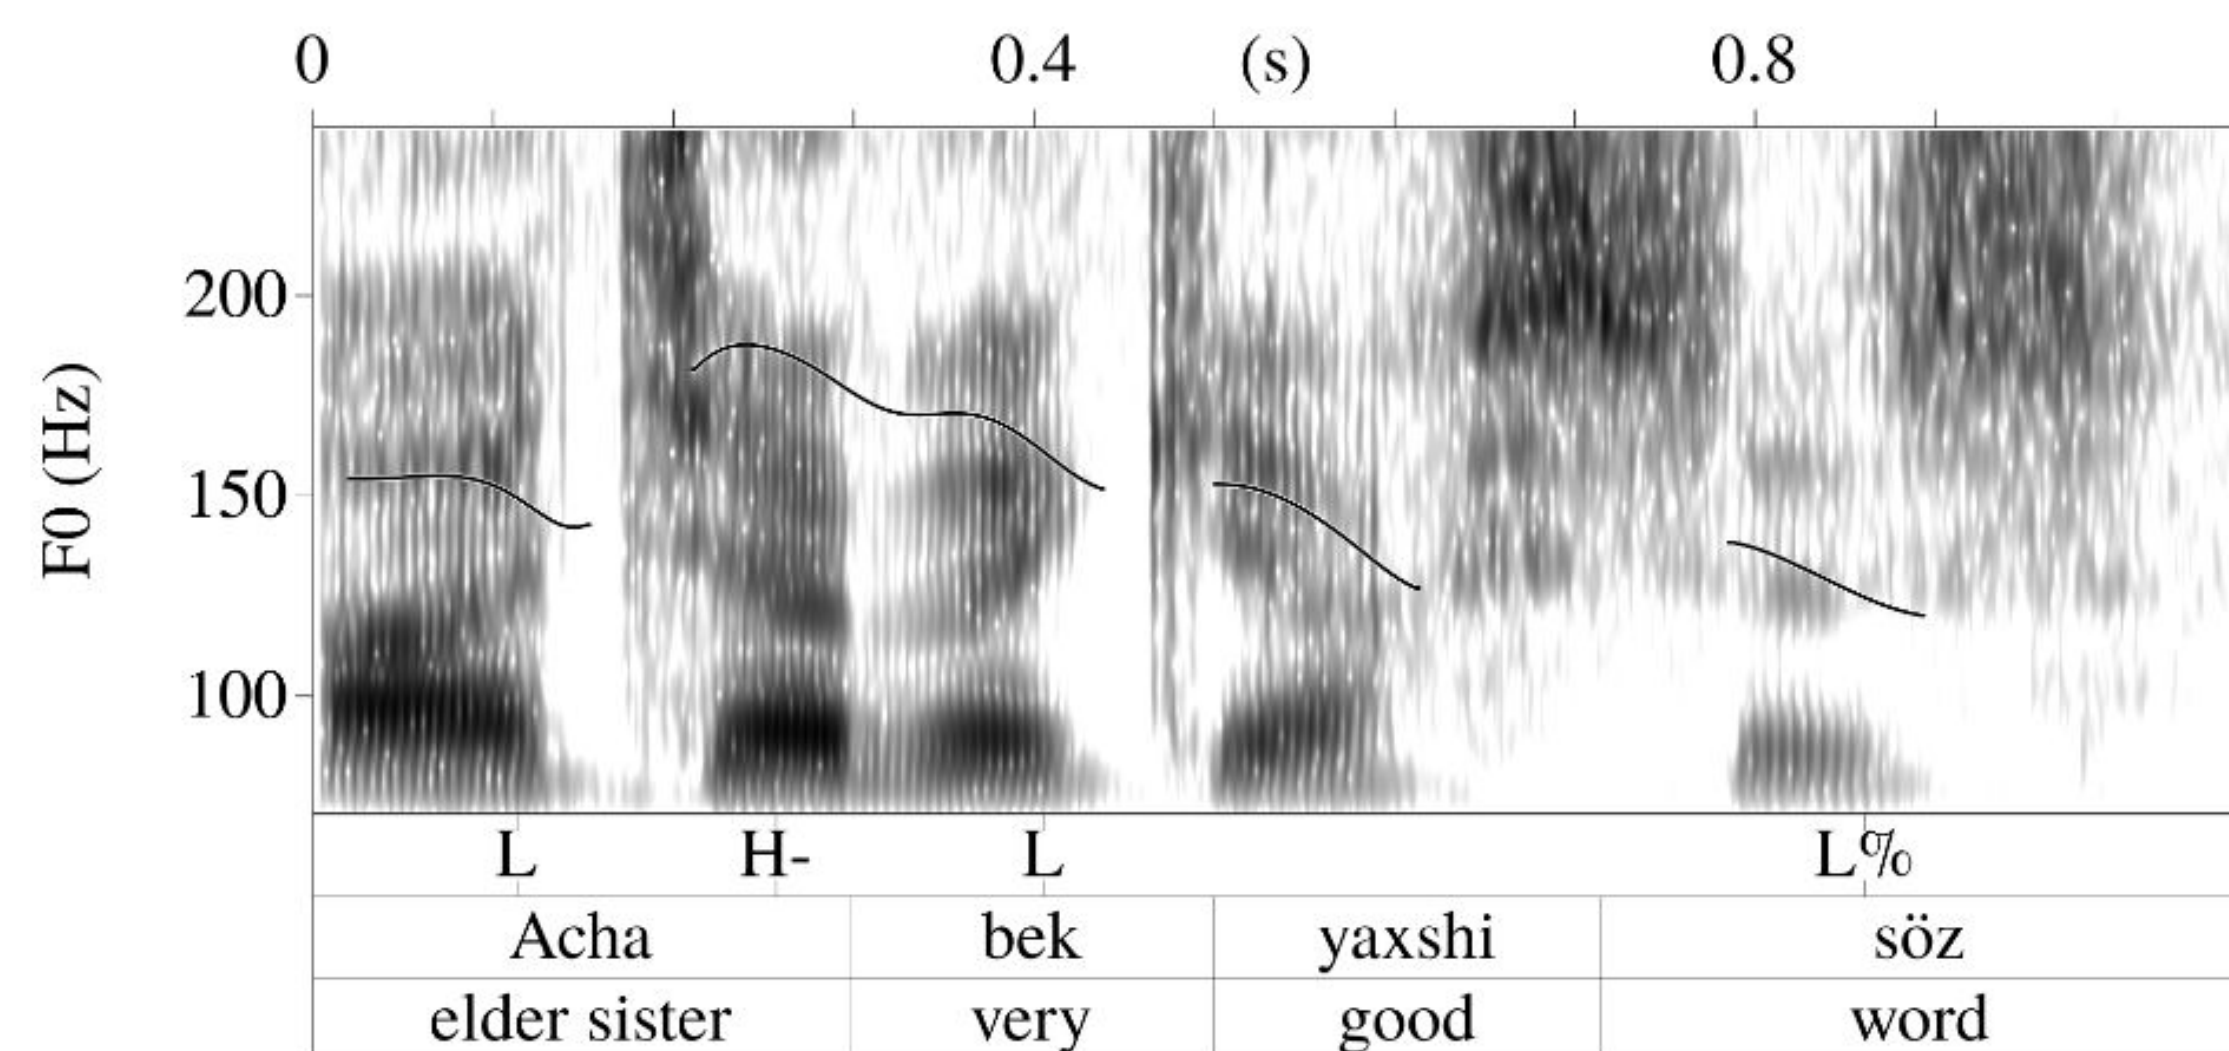 0 0.4 (s) 0.8
200
150
100
F0 (Hz)
L H- L L%
Acha bek yaxshi söz
elder sister very good word